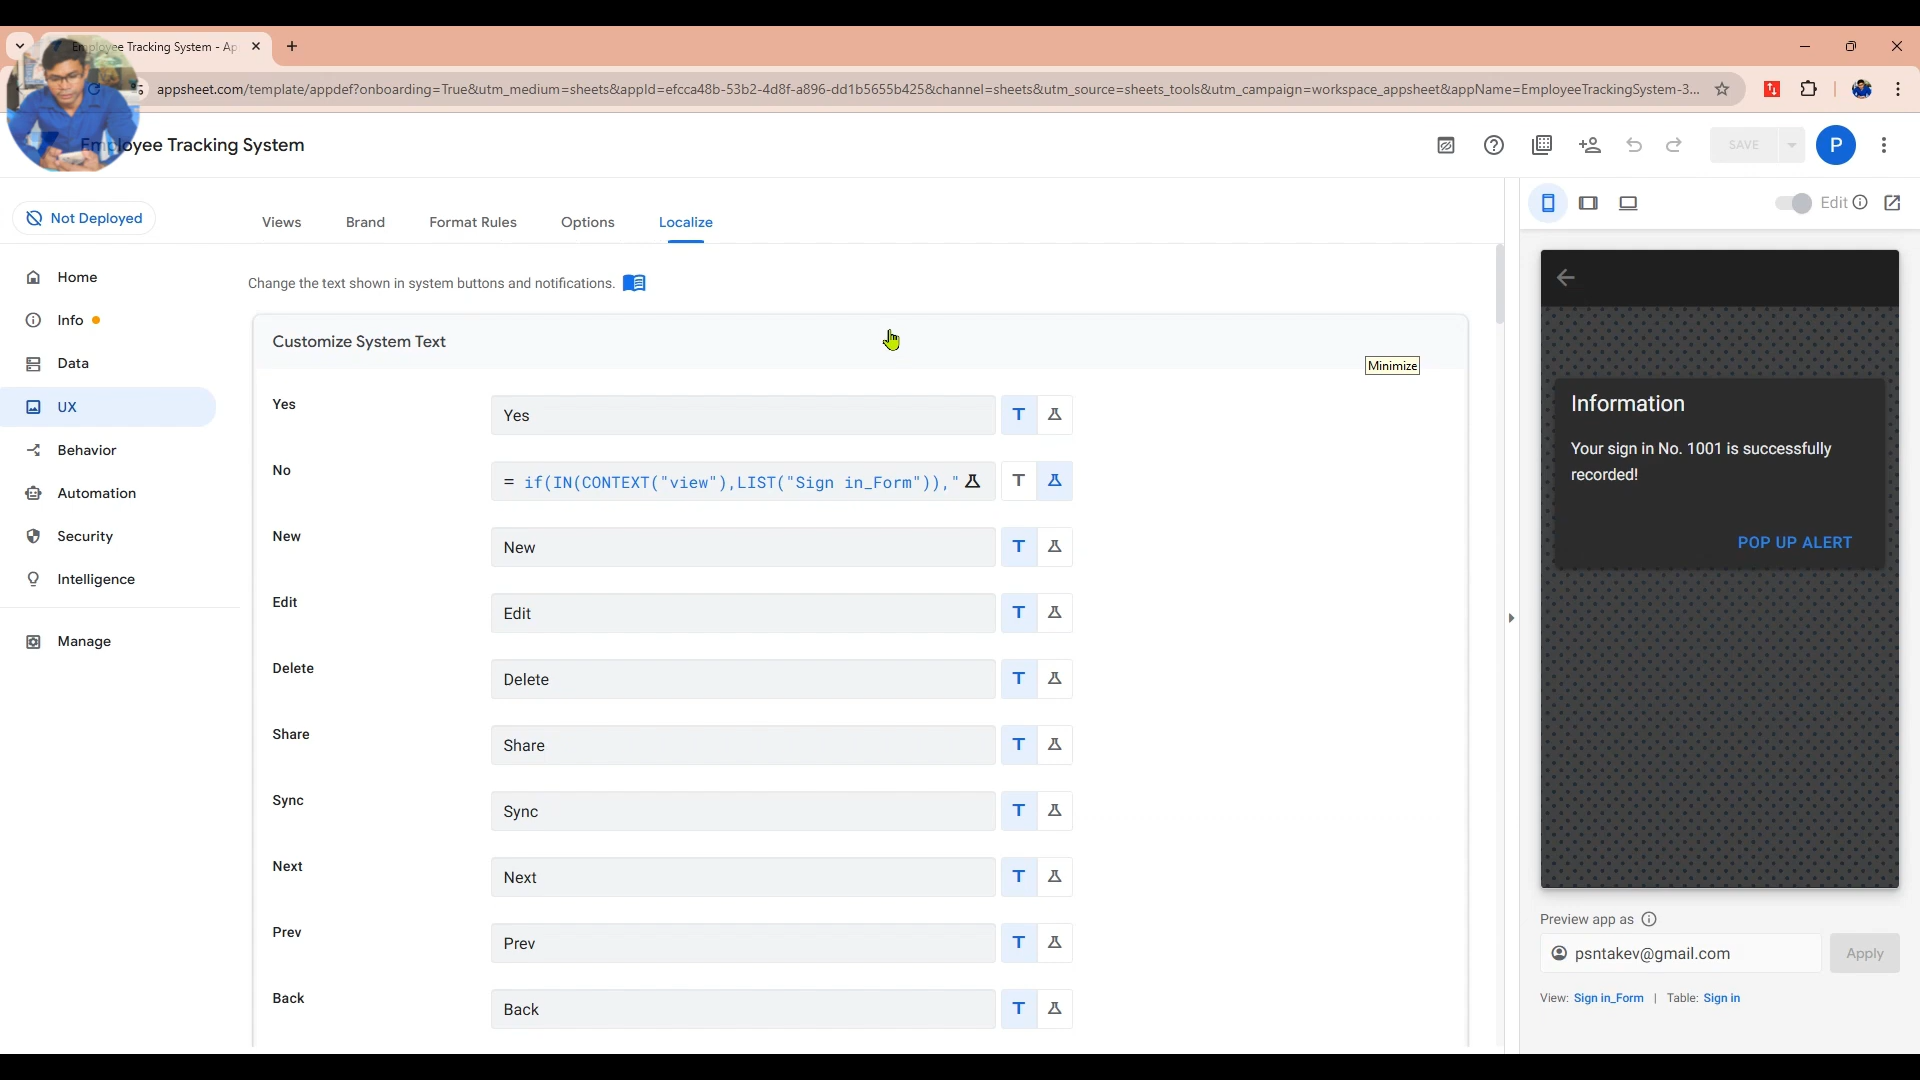 Employee Tracking System - Ap
appsheet.com/template/appdef?onboarding=True&utm_medium=sheets&appId=efcca48b-53b2-4d8f-a896-dd1b5655b425&channel=sheets&utm_source=sheets_tools&utm_campaign=workspace_appsheet&appName=EmployeeTrackingSystem-3...
Employee Tracking System
SAVE
P
Not Deployed
Views
Brand
Format Rules
Options
Localize
Edit
Home
Info
Data
UX
Behavior
Automation
Security
Intelligence
Manage
Change the text shown in system buttons and notifications.
Customize System Text
Minimize
Yes
Yes
No
= if(IN(CONTEXT("view"),LIST("Sign in_Form")),"
New
New
Edit
Edit
Delete
Delete
Share
Share
Sync
Sync
Next
Next
Prev
Prev
Back
Back
Information
Your sign in No. 1001 is successfully
recorded!
POP UP ALERT
Preview app as
psntakev@gmail.com
Apply
View: Sign in_Form | Table: Sign in